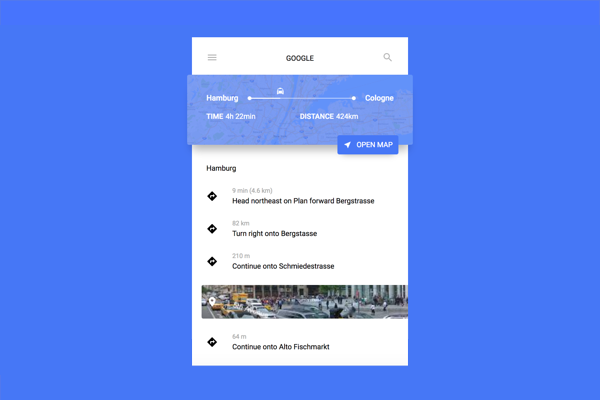 GOOGLE
Hamburg
Cologne
TIME 4h 22min
DISTANCE 424km
OPEN MAP
Hamburg
9 min (4.6 km)
Head northeast on Plan forward Bergstrasse
82 km
Turn right onto Bergstasse
210 m
Continue onto Schmiedestrasse
64 m
Continue onto Alto Fischmarkt